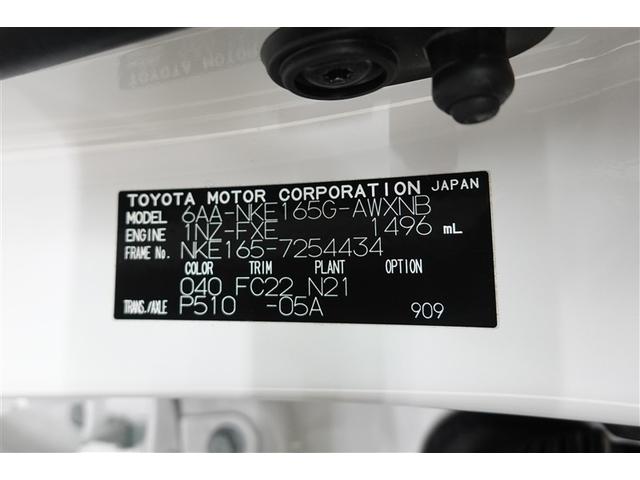 TOYOTA MOTOR CORPORATION JAPAN
MODEL 6AA-NKE165G-AWXNB
ENGINE 1NZ-FXE 1496 mL
FRAME No. NKE165-7254434
COLOR TRIM PLANT OPTION
040 FC22 N21
TRANS./AXLE P510 -05A 909